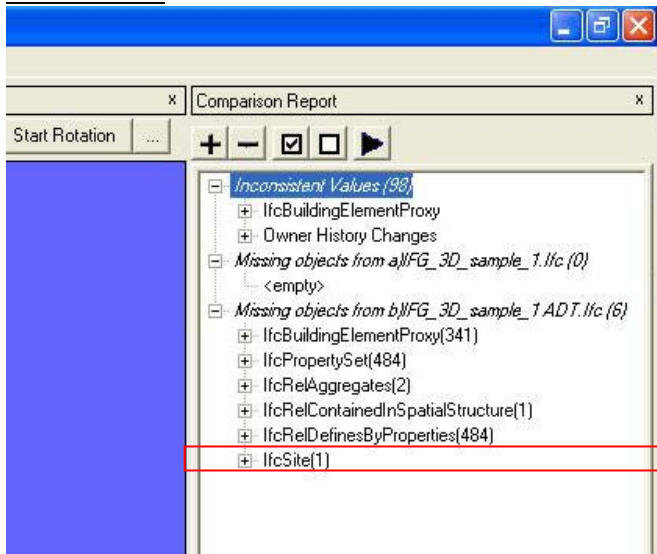 x
Comparison Report
x
Start Rotation
...
Inconsistent Values (98)
IfcBuildingElementProxy
Owner History Changes
Missing objects from a)IFG_3D_sample_1.Ifc (0)
<empty>
Missing objects from b)IFG_3D_sample_1 ADT.Ifc (6)
IfcBuildingElementProxy(341)
IfcPropertySet(484)
IfcRelAggregates(2)
IfcRelContainedInSpatialStructure(1)
IfcRelDefinesByProperties(484)
IfcSite(1)